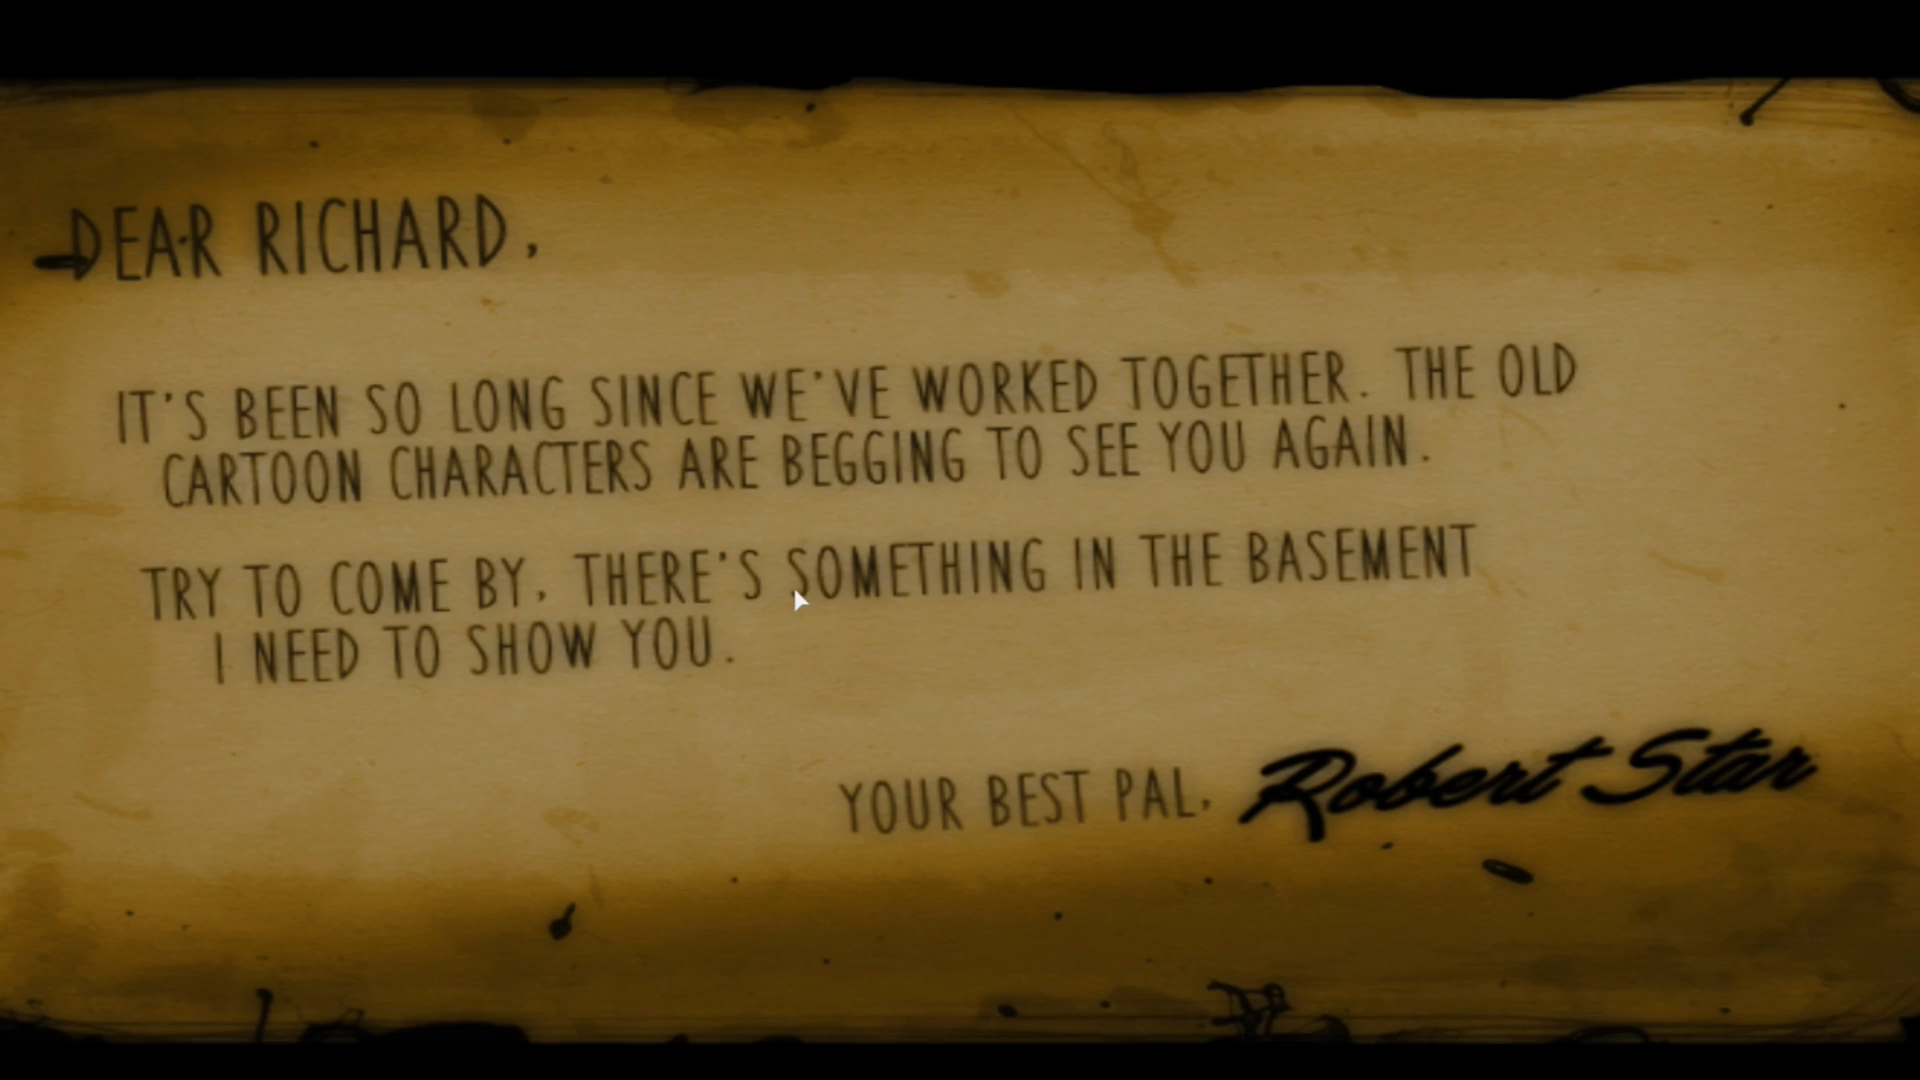 DEAR RICHARD,
IT'S BEEN SO LONG SINCE WE'VE WORKED TOGETHER. THE OLD
CARTOON CHARACTERS ARE BEGGING TO SEE YOU AGAIN.
TRY TO COME BY, THERE'S SOMETHING IN THE BASEMENT
I NEED TO SHOW YOU.
YOUR BEST PAL, Robert Star